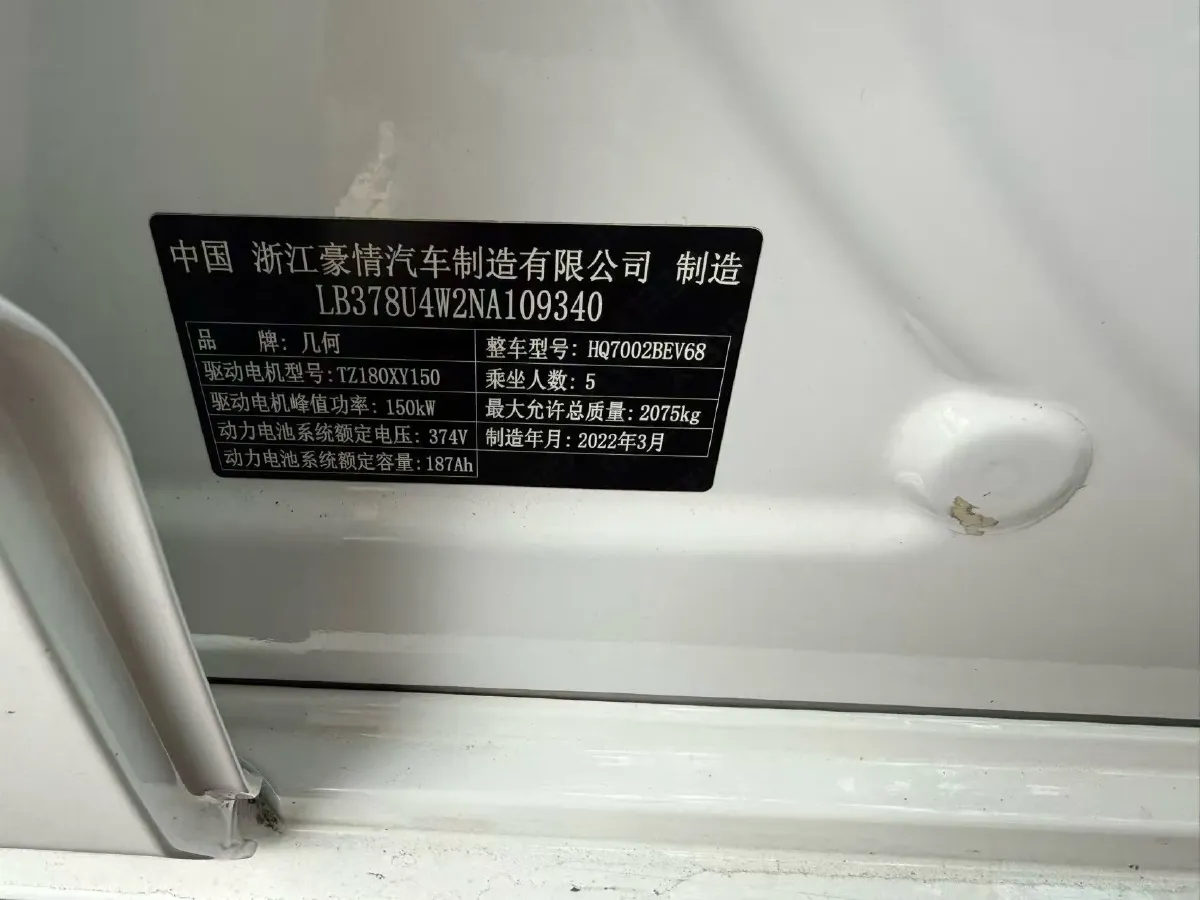 中国 浙江豪情汽车制造有限公司 制造
LB378U4W2NA109340
品 牌: 几何 整车型号: HQ7002BEV68
驱动电机型号: TZ180XY150 乘坐人数: 5
驱动电机峰值功率: 150kW 最大允许总质量: 2075kg
动力电池系统额定电压: 374V 制造年月: 2022年3月
动力电池系统额定容量: 187Ah